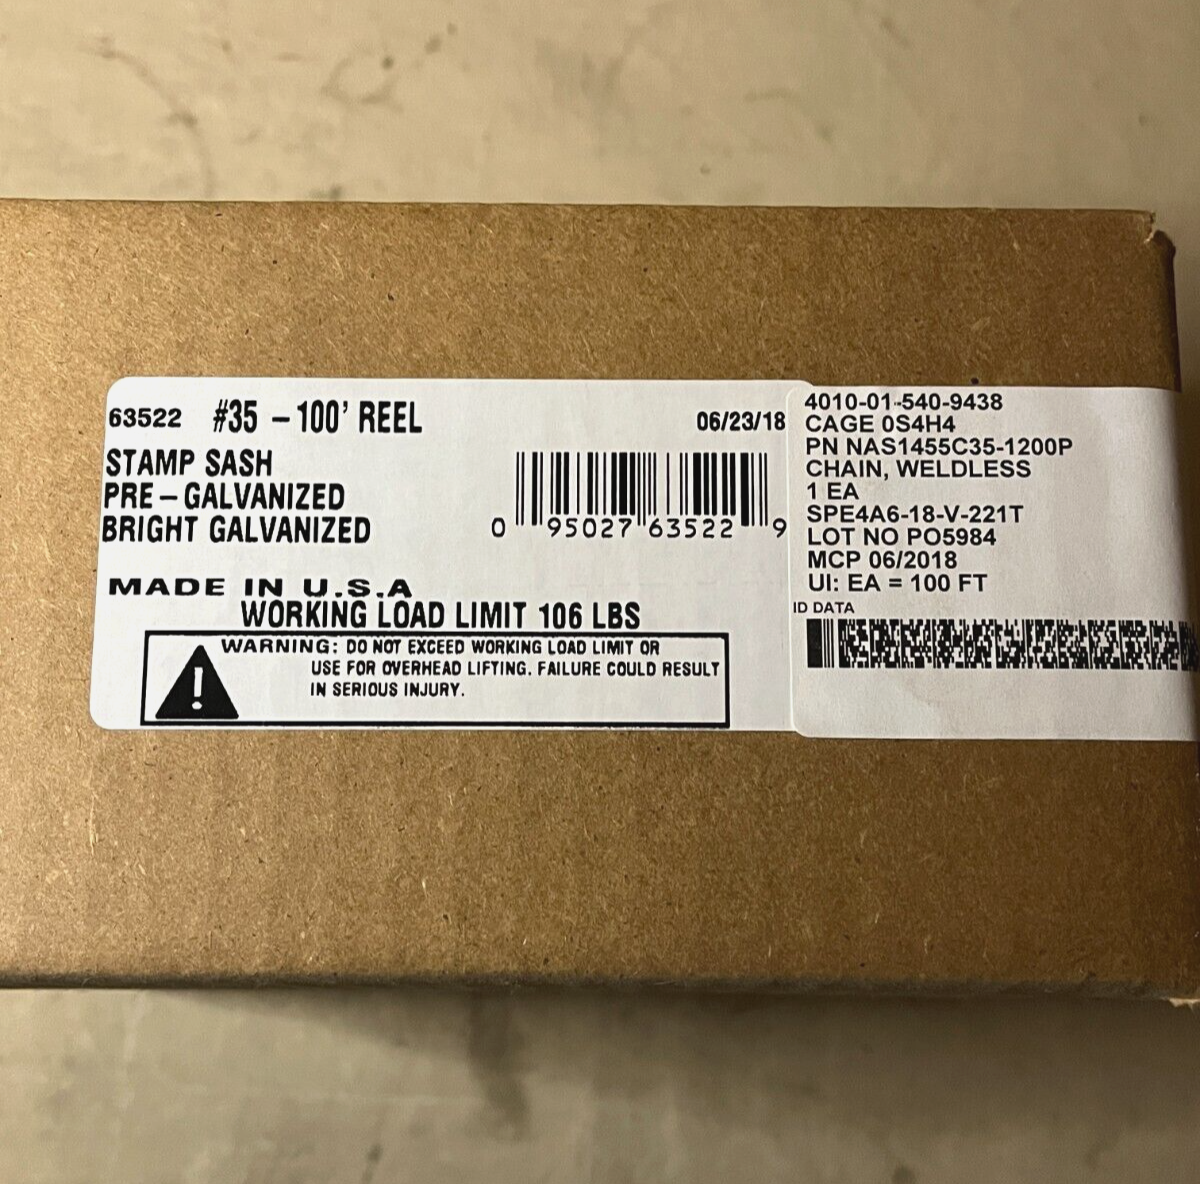 63522 #35 – 100' REEL 06/23/18
STAMP SASH
PRE – GALVANIZED
BRIGHT GALVANIZED
0 95027 63522 9
MADE IN U.S.A
WORKING LOAD LIMIT 106 LBS
WARNING: DO NOT EXCEED WORKING LOAD LIMIT OR
USE FOR OVERHEAD LIFTING. FAILURE COULD RESULT
IN SERIOUS INJURY.
!
4010-01-540-9438
CAGE 0S4H4
PN NAS1455C35-1200P
CHAIN, WELDLESS
1 EA
SPE4A6-18-V-221T
LOT NO PO5984
MCP 06/2018
UI: EA = 100 FT
ID DATA